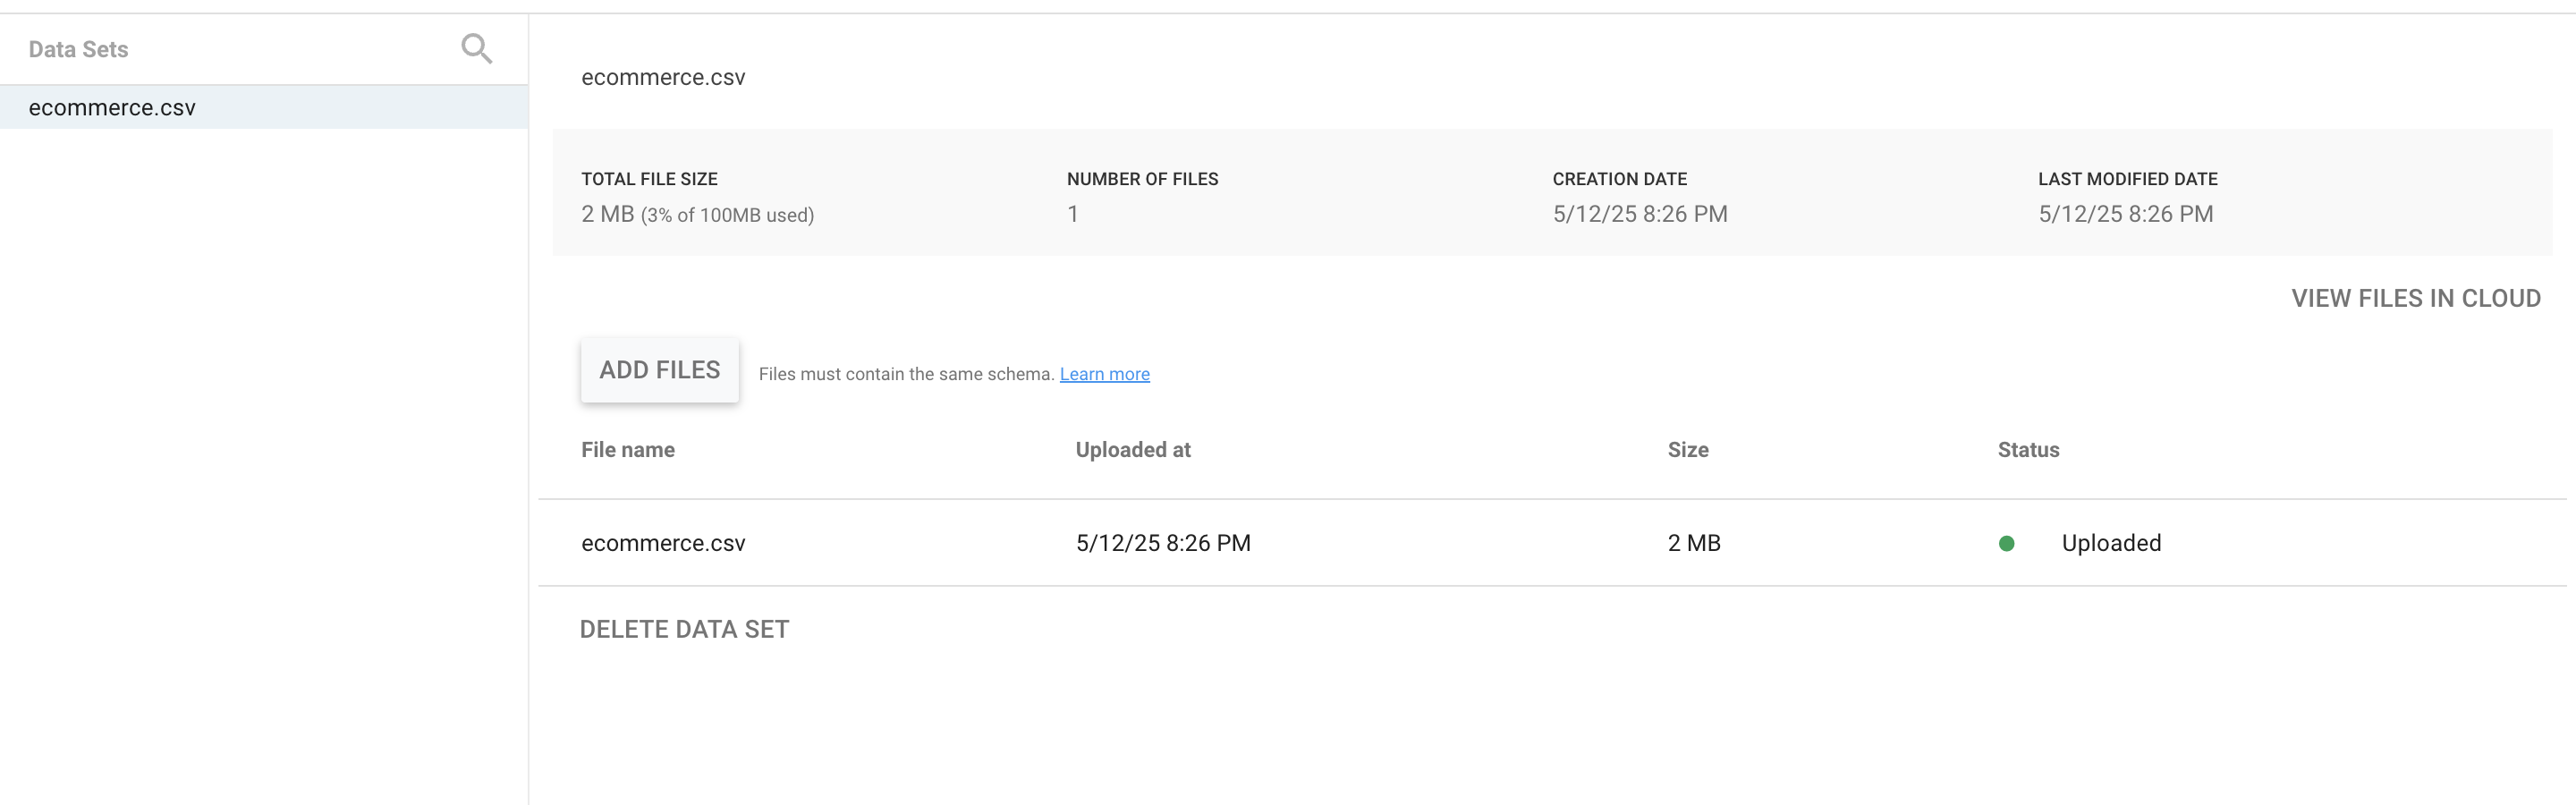 Data Sets
ecommerce.csv
ecommerce.csv
TOTAL FILE SIZE
2 MB (3% of 100MB used)
NUMBER OF FILES
1
CREATION DATE
5/12/25 8:26 PM
LAST MODIFIED DATE
5/12/25 8:26 PM
VIEW FILES IN CLOUD
ADD FILES Files must contain the same schema. Learn more
File name Uploaded at Size Status
ecommerce.csv 5/12/25 8:26 PM 2 MB Uploaded
DELETE DATA SET